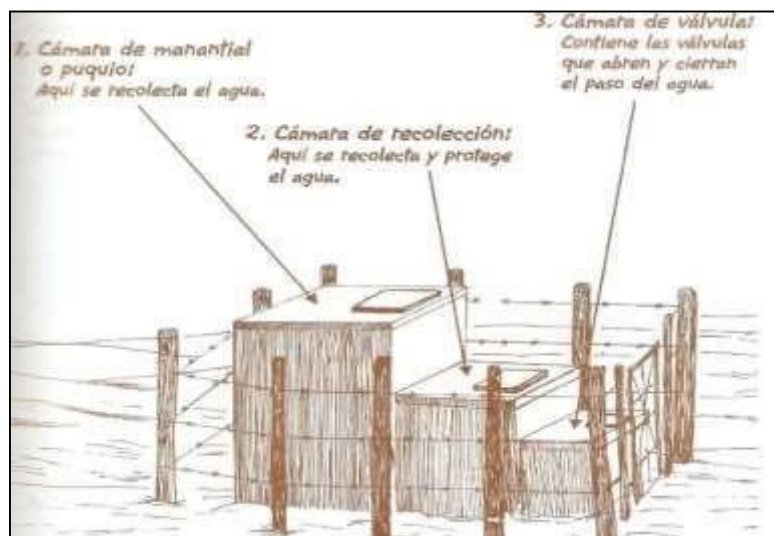 1. Cámara de manantial
o puquio:
Aquí se recolecta el agua.
2. Cámara de recolección:
Aquí se recolecta y protege
el agua.
3. Cámara de válvula:
Contiene las válvulas
que abren y cierran
el paso del agua.